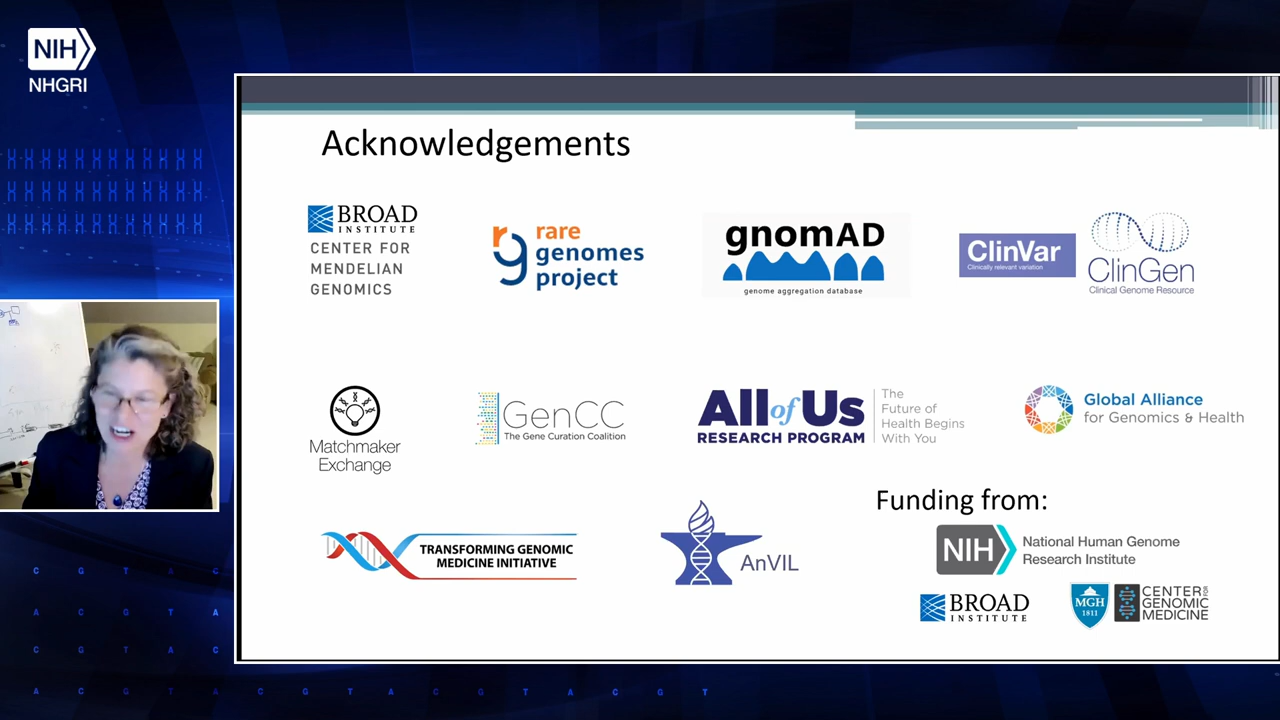 NIH
NHGRI
Acknowledgements
BROAD
INSTITUTE
CENTER FOR
MENDELIAN
GENOMICS
rg
rare
genomes
project
gnomAD
genome aggregation database
ClinVar
Clinically relevant variation
ClinGen
Clinical Genome Resource
Matchmaker
Exchange
GenCC
The Gene Curation Coalition
All of Us
RESEARCH PROGRAM
The
Future of
Health Begins
With You
Global Alliance
for Genomics & Health
TRANSFORMING GENOMIC
MEDICINE INITIATIVE
AnVIL
Funding from:
NIH
National Human Genome
Research Institute
BROAD
INSTITUTE
MGH
1811
CENTER FOR
GENOMIC
MEDICINE
C G T A C
A C G T A
C G T A C
A C G T A C G T A C G T A C G T